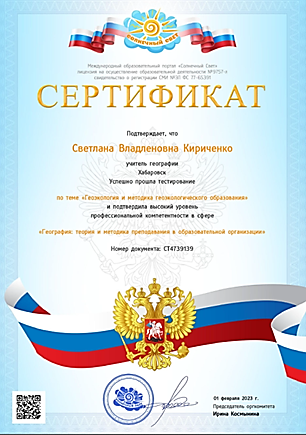 СОЛНЕЧНЫЙ СВЕТ
Международный образовательный портал «Солнечный Свет»
лицензия на осуществление образовательной деятельности №9757-л
свидетельство о регистрации СМИ №ЭЛ ФС 77-65391
СЕРТИФИКАТ
Подтверждает, что
Светлана Владленовна Кириченко
учитель географии
Хабаровск
Успешно прошла тестирование
по теме «Геоэкология и методика геоэкологического образования»
и подтвердила высокий уровень
профессиональной компетентности в сфере
«География: теория и методика преподавания в образовательной организации»
Номер документа: СТ4739139
01 февраля 2023 г.
Председатель оргкомитета
Ирина Космынина